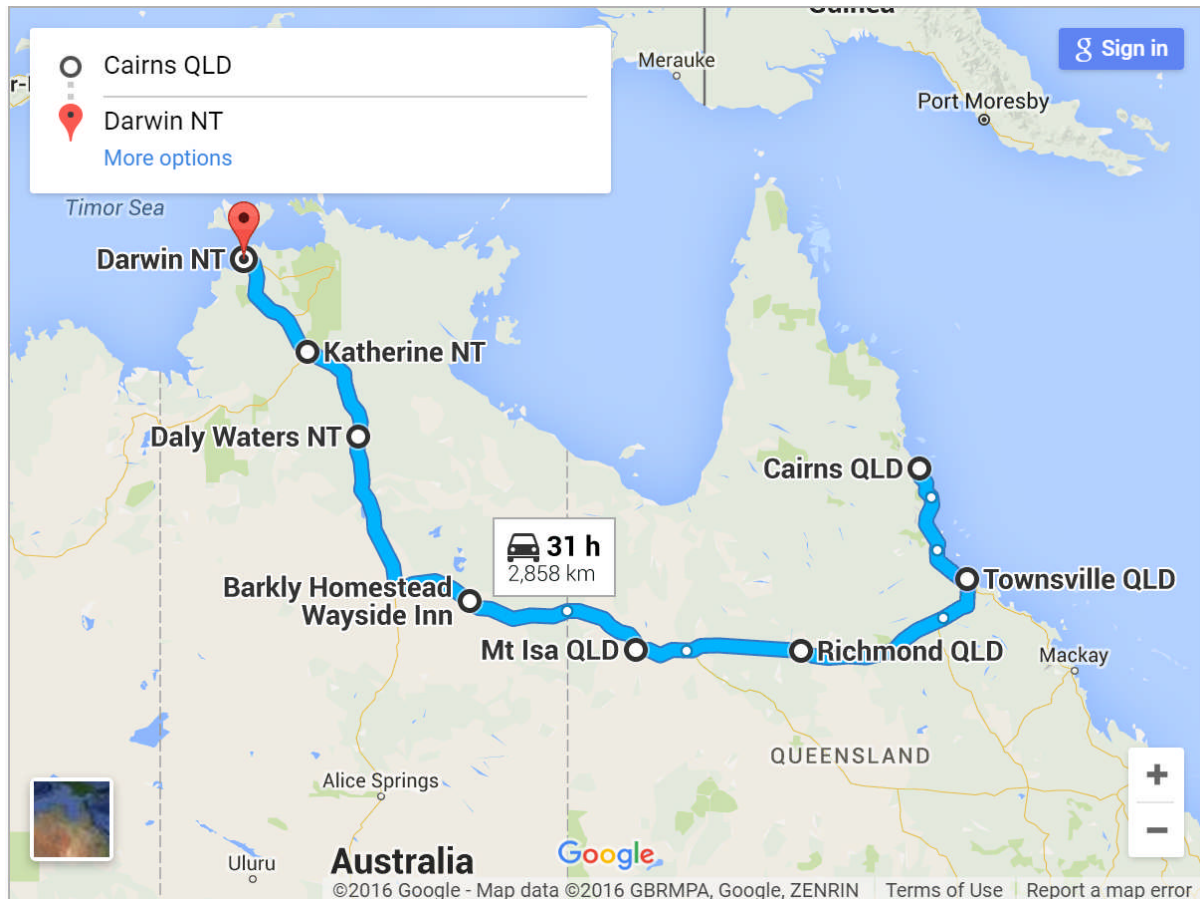 Cairns QLD
Darwin NT
More options
Guinea
Merauke
g Sign in
Port Moresby
Timor Sea
Darwin NT
Katherine NT
Daly Waters NT
Cairns QLD
31 h
2,858 km
Townsville QLD
Barkly Homestead
Wayside Inn
Mt Isa QLD
Richmond QLD
Mackay
QUEENSLAND
+
−
Alice Springs
Uluru
Australia
Google
©2016 Google - Map data ©2016 GBRMPA, Google, ZENRIN
Terms of Use
Report a map error